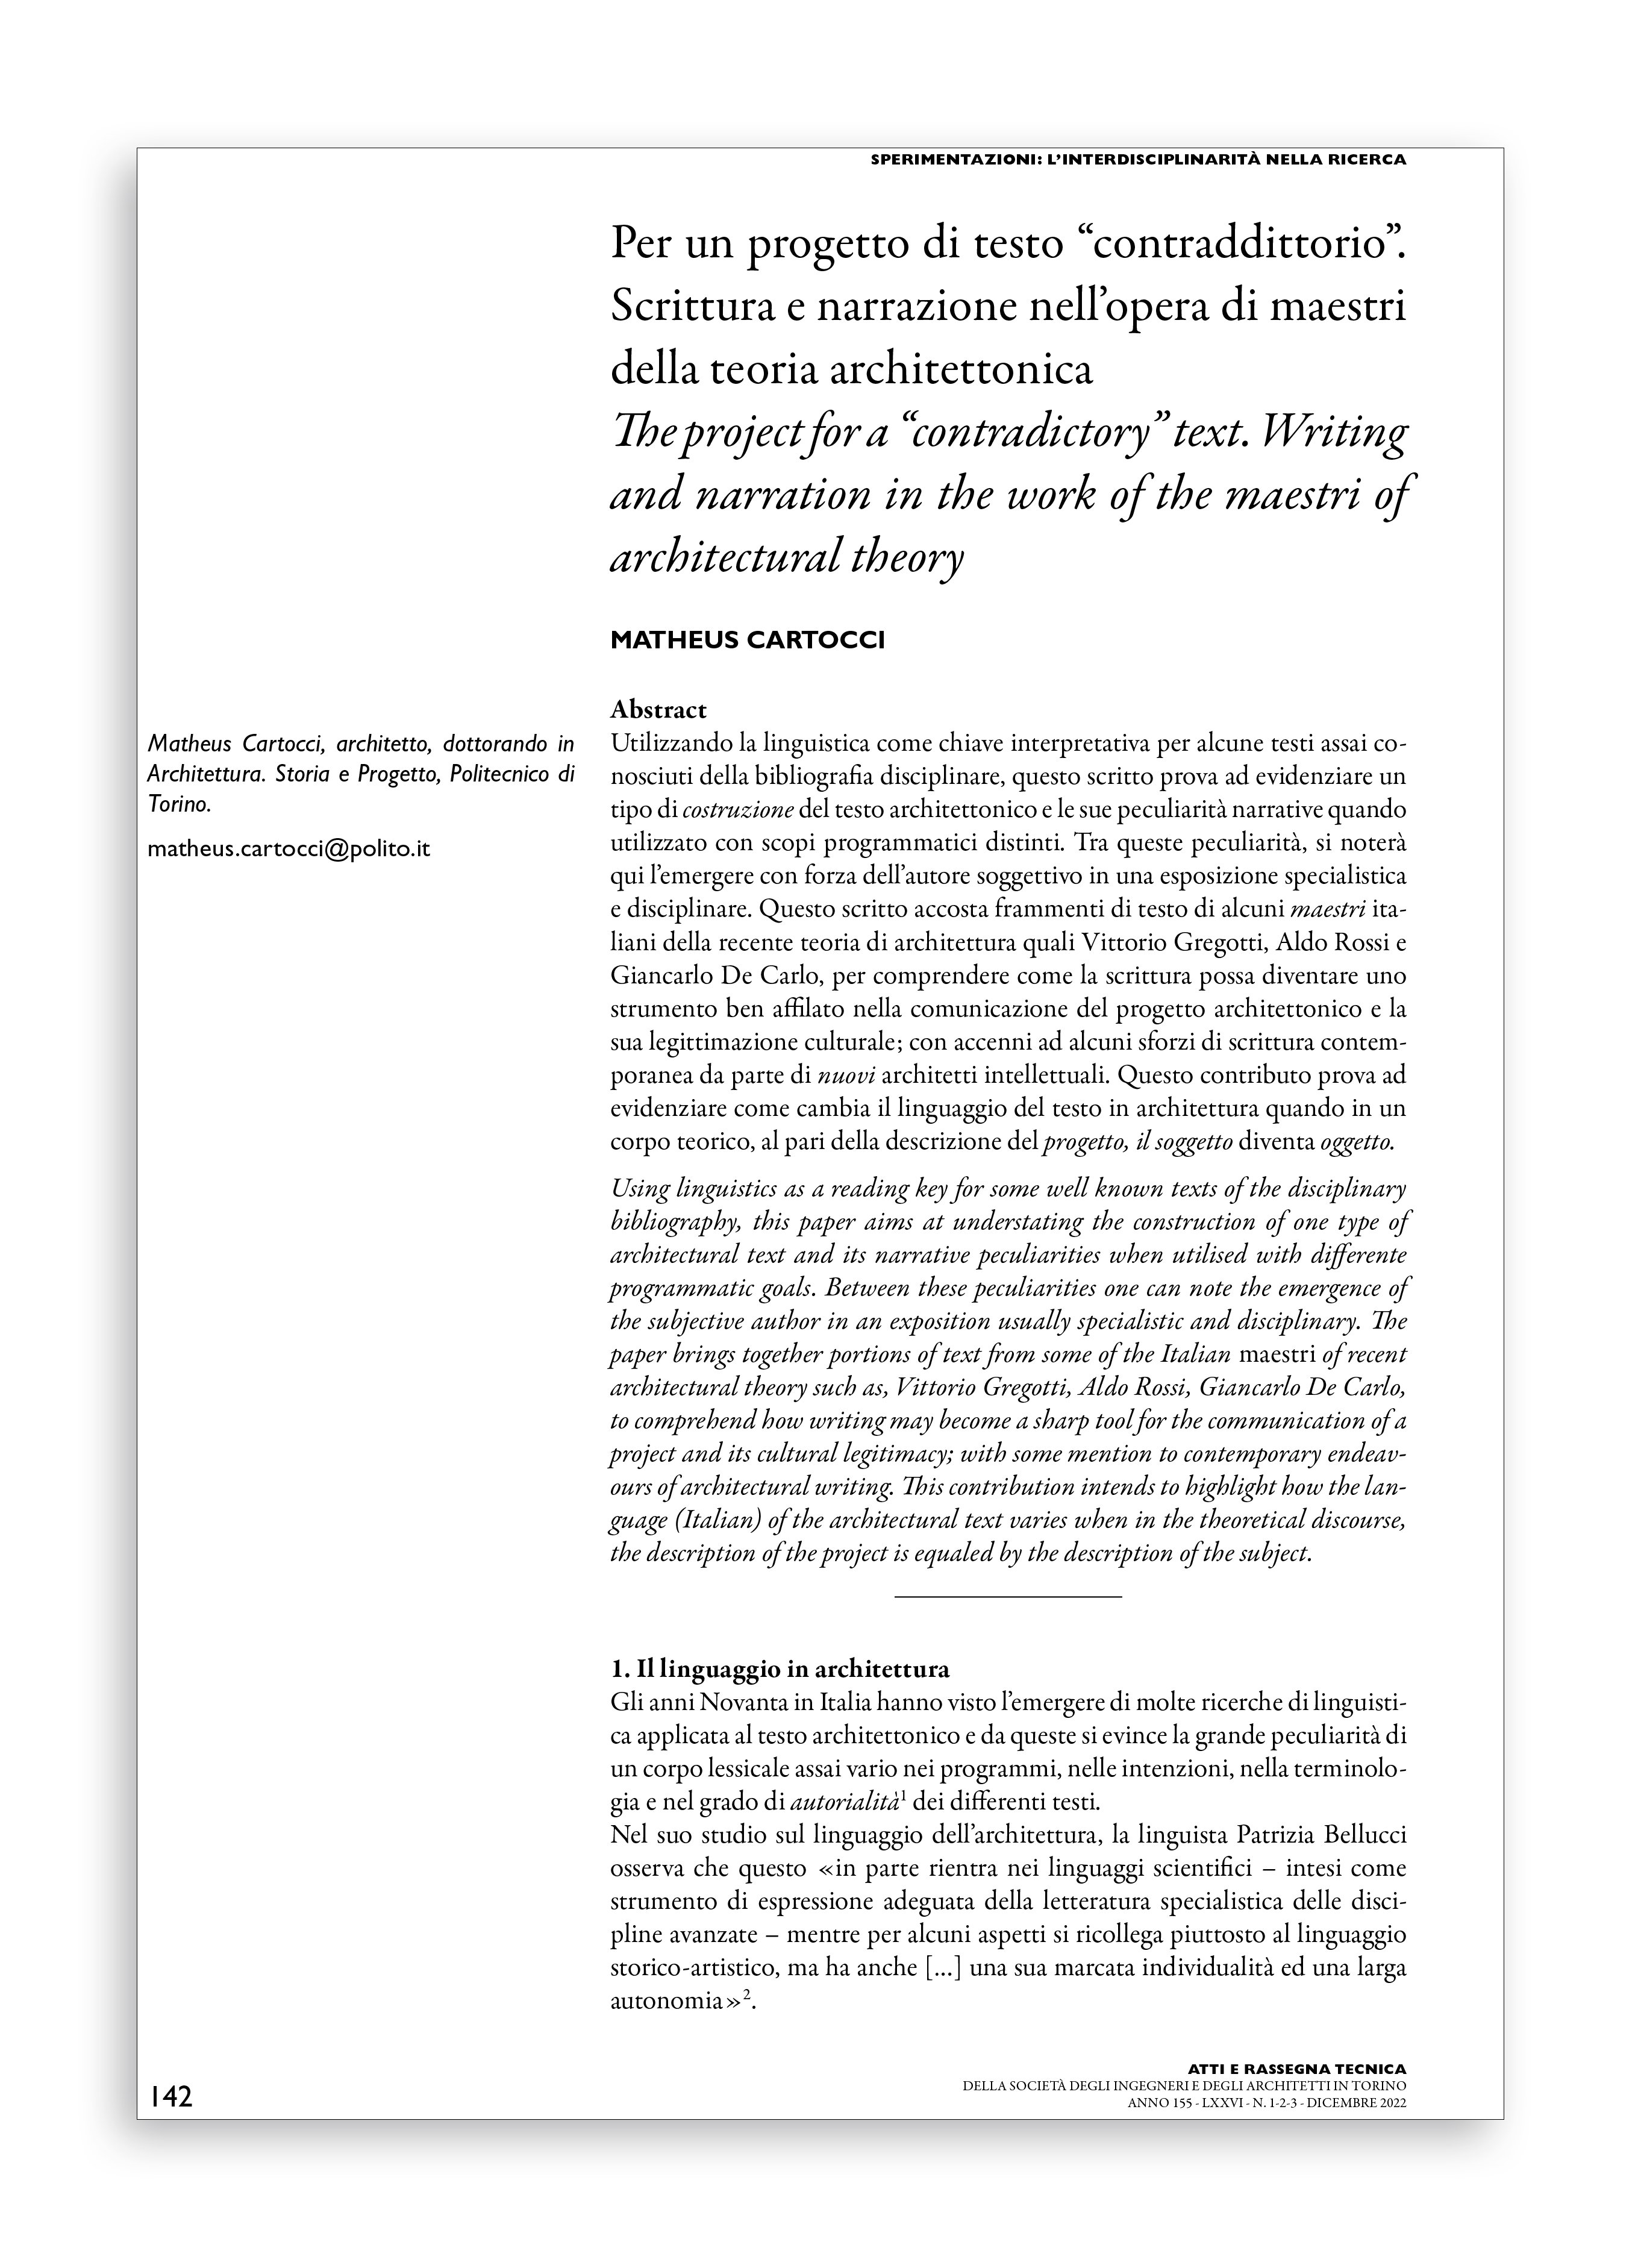 SPERIMENTAZIONI: L’INTERDISCIPLINARITÀ NELLA RICERCA
Per un progetto di testo “contraddittorio”.
Scrittura e narrazione nell’opera di maestri
della teoria architettonica
The project for a “contradictory” text. Writing
and narration in the work of the maestri of
architectural theory
MATHEUS CARTOCCI
Matheus Cartocci, architetto, dottorando in
Architettura. Storia e Progetto, Politecnico di
Torino.
matheus.cartocci@polito.it
Abstract
Utilizzando la linguistica come chiave interpretativa per alcune testi assai co-
nosciuti della bibliografia disciplinare, questo scritto prova ad evidenziare un
tipo di costruzione del testo architettonico e le sue peculiarità narrative quando
utilizzato con scopi programmatici distinti. Tra queste peculiarità, si noterà
qui l’emergere con forza dell’autore soggettivo in una esposizione specialistica
e disciplinare. Questo scritto accosta frammenti di testo di alcuni maestri ita-
liani della recente teoria di architettura quali Vittorio Gregotti, Aldo Rossi e
Giancarlo De Carlo, per comprendere come la scrittura possa diventare uno
strumento ben affilato nella comunicazione del progetto architettonico e la
sua legittimazione culturale; con accenni ad alcuni sforzi di scrittura contem-
poranea da parte di nuovi architetti intellettuali. Questo contributo prova ad
evidenziare come cambia il linguaggio del testo in architettura quando in un
corpo teorico, al pari della descrizione del progetto, il soggetto diventa oggetto.
Using linguistics as a reading key for some well known texts of the disciplinary
bibliography, this paper aims at understating the construction of one type of
architectural text and its narrative peculiarities when utilised with differente
programmatic goals. Between these peculiarities one can note the emergence of
the subjective author in an exposition usually specialistic and disciplinary. The
paper brings together portions of text from some of the Italian maestri of recent
architectural theory such as, Vittorio Gregotti, Aldo Rossi, Giancarlo De Carlo,
to comprehend how writing may become a sharp tool for the communication of a
project and its cultural legitimacy; with some mention to contemporary endeav-
ours of architectural writing. This contribution intends to highlight how the lan-
guage (Italian) of the architectural text varies when in the theoretical discourse,
the description of the project is equaled by the description of the subject.
1. Il linguaggio in architettura
Gli anni Novanta in Italia hanno visto l’emergere di molte ricerche di linguisti-
ca applicata al testo architettonico e da queste si evince la grande peculiarità di
un corpo lessicale assai vario nei programmi, nelle intenzioni, nella terminolo-
gia e nel grado di autorialità1 dei differenti testi.
Nel suo studio sul linguaggio dell’architettura, la linguista Patrizia Bellucci
osserva che questo «in parte rientra nei linguaggi scientifici – intesi come
strumento di espressione adeguata della letteratura specialistica delle disci-
pline avanzate – mentre per alcuni aspetti si ricollega piuttosto al linguaggio
storico-artistico, ma ha anche [...] una sua marcata individualità ed una larga
autonomia»2.
142
ATTI E RASSEGNA TECNICA
DELLA SOCIETÀ DEGLI INGEGNERI E DEGLI ARCHITETTI IN TORINO
ANNO 155 - LXXVI - N. 1-2-3 - DICEMBRE 2022